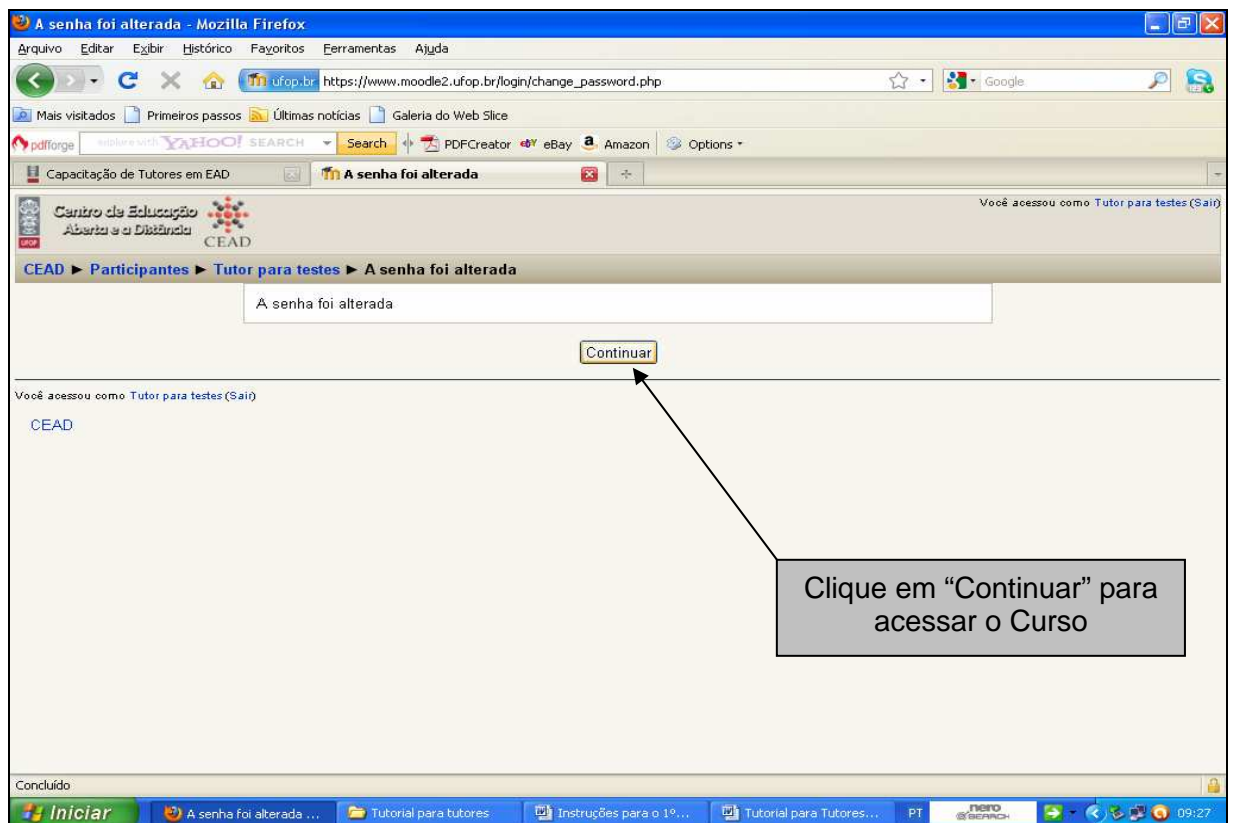 A senha foi alterada - Mozilla Firefox
Arquivo Editar Exibir Histórico Favoritos Ferramentas Ajuda
ufop.br https://www.moodle2.ufop.br/login/change_password.php Google
Mais visitados Primeiros passos Últimas notícias Galeria do Web Slice
pdfforge YAHOO! SEARCH Search PDFCreator eBay Amazon Options
Capacitação de Tutores em EAD A senha foi alterada
Você acessou como Tutor para testes (Sair)
Centro de Educação
Aberta e a Distância
CEAD
UFOP
CEAD ► Participantes ► Tutor para testes ► A senha foi alterada
A senha foi alterada
Continuar
Você acessou como Tutor para testes (Sair)
CEAD
Clique em “Continuar” para
acessar o Curso
Concluído
Iniciar A senha foi alterada ... Tutorial para tutores Instruções para o 1º... Tutorial para Tutores... PT nero SEARCH 09:27